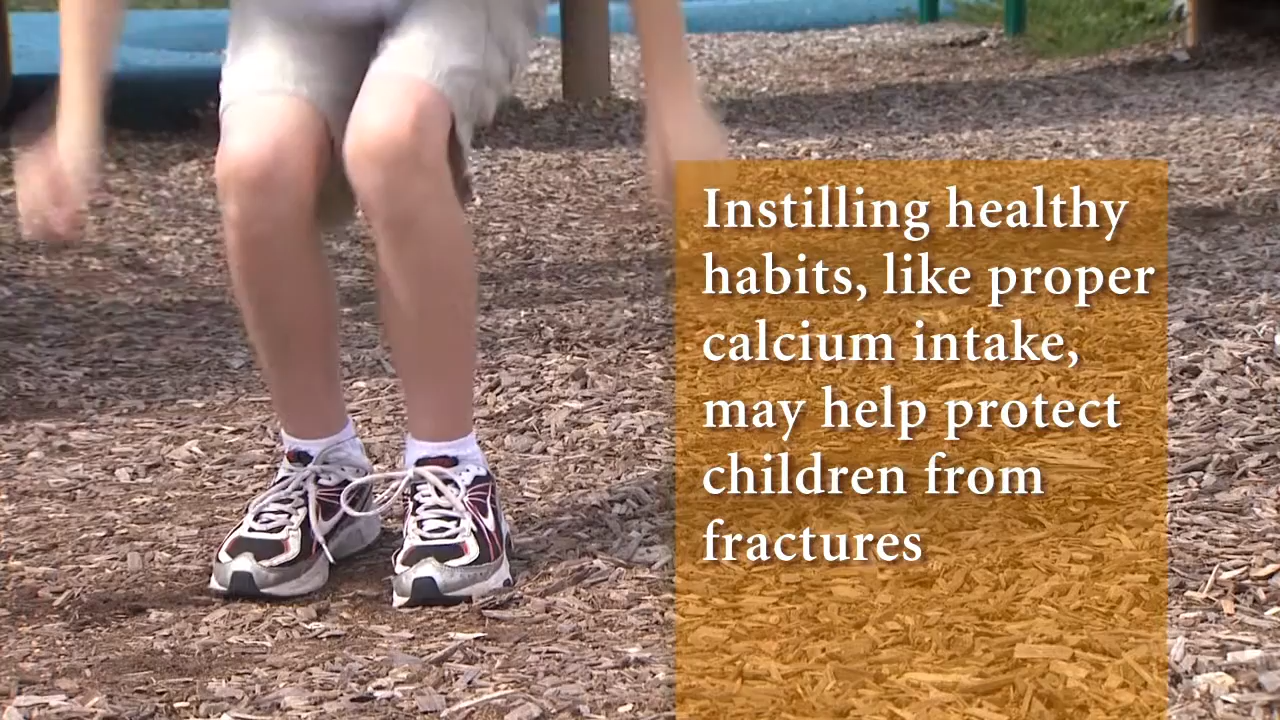 Instilling healthy
habits, like proper
calcium intake,
may help protect
children from
fractures